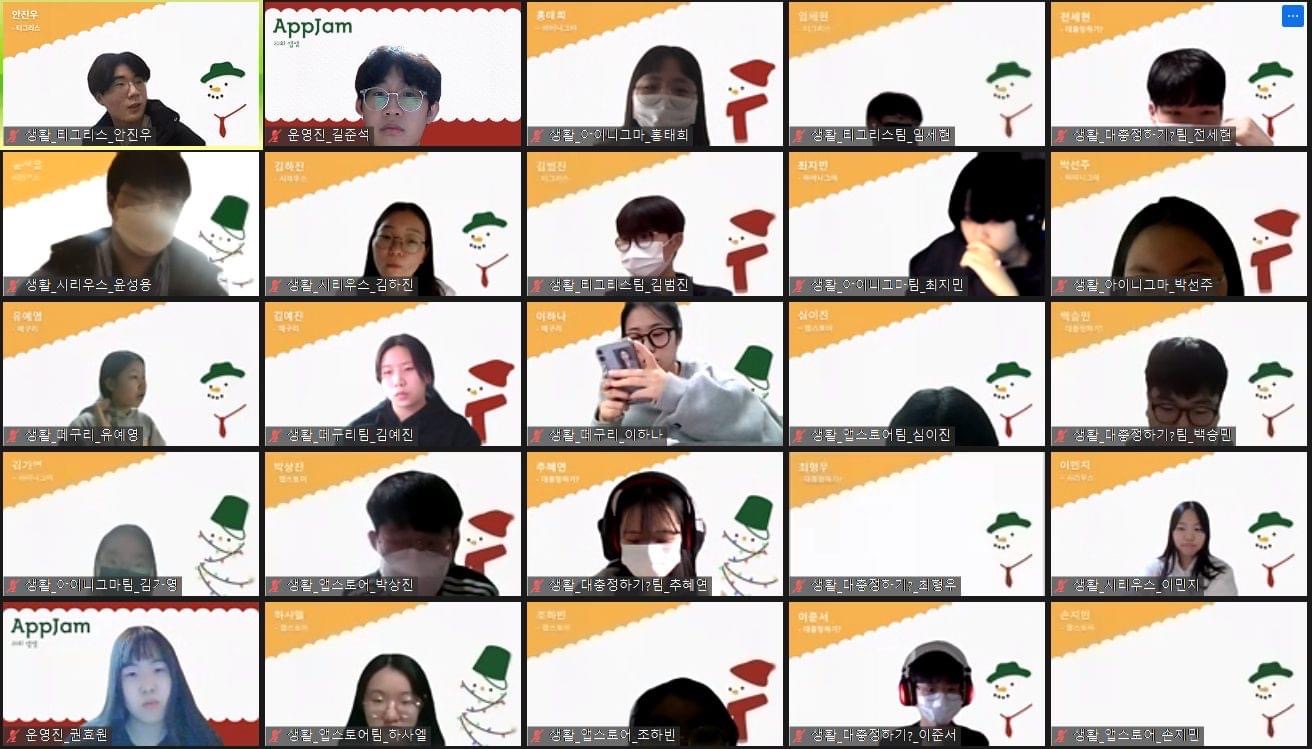 안진우
- 티그리스
생활_티그리스_안진우
AppJam
운영진_길준석
홍태희
- 아이니그마
생활_아이니그마_홍태희
임세현
- 티그리스
생활_티그리스팀_임세현
전세현
- 대충정하기?
생활_대충정하기?팀_전세현
생활_시리우스_윤성용
김하진
- 시리우스
생활_시리우스_김하진
김범진
- 티그리스
생활_티그리스팀_김범진
최지민
- 아이니그마
생활_아이니그마팀_최지민
박선주
- 아이니그마
생활_아이니그마_박선주
유예영
- 떼구리
생활_떼구리_유예영
김예진
- 떼구리
생활_떼구리팀_김예진
이하나
- 떼구리
생활_떼구리_이하나
심이진
- 앱스토어
생활_앱스토어팀_심이진
백승민
- 대충정하기?
생활_대충정하기?팀_백승민
김가영
- 아이니그마
생활_아이니그마팀_김가영
박상진
- 앱스토어
생활_앱스토어_박상진
추혜연
- 대충정하기?
생활_대충정하기?팀_추혜연
최형우
- 대충정하기?
생활_대충정하기?_최형우
이민지
- 시리우스
생활_시리우스_이민지
AppJam
운영진_권효원
하사엘
- 앱스토어
생활_앱스토어팀_하사엘
조하빈
- 앱스토어
생활_앱스토어_조하빈
이준서
- 대충정하기?
생활_대충정하기?_이준서
손지민
- 앱스토어
생활_앱스토어_손지민